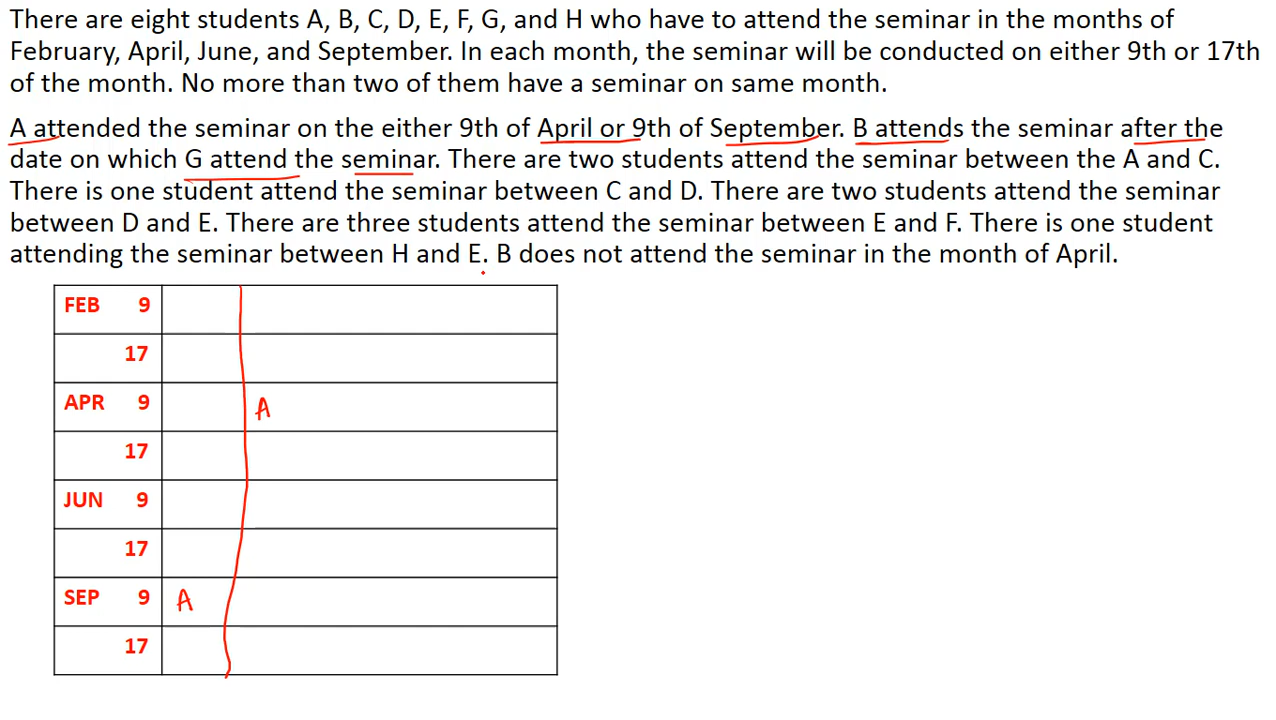 There are eight students A, B, C, D, E, F, G, and H who have to attend the seminar in the months of
February, April, June, and September. In each month, the seminar will be conducted on either 9th or 17th
of the month. No more than two of them have a seminar on same month.
A attended the seminar on the either 9th of April or 9th of September. B attends the seminar after the
date on which G attend the seminar. There are two students attend the seminar between the A and C.
There is one student attend the seminar between C and D. There are two students attend the seminar
between D and E. There are three students attend the seminar between E and F. There is one student
attending the seminar between H and E. B does not attend the seminar in the month of April.
FEB 9
17
APR 9 A
17
JUN 9
17
SEP 9 A
17